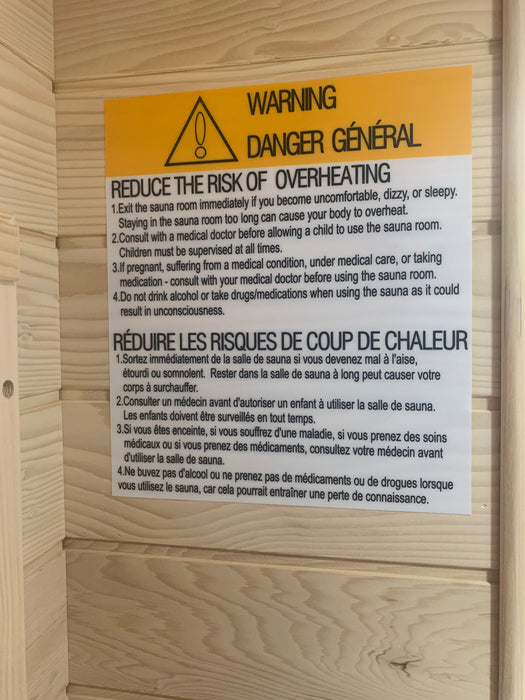 WARNING
DANGER GÉNÉRAL
REDUCE THE RISK OF OVERHEATING
1.Exit the sauna room immediately if you become uncomfortable, dizzy, or sleepy.
Staying in the sauna room too long can cause your body to overheat.
2.Consult with a medical doctor before allowing a child to use the sauna room.
Children must be supervised at all times.
3.If pregnant, suffering from a medical condition, under medical care, or taking
medication - consult with your medical doctor before using the sauna room.
4.Do not drink alcohol or take drugs/medications when using the sauna as it could
result in unconsciousness.
RÉDUIRE LES RISQUES DE COUP DE CHALEUR
1.Sortez immédiatement de la salle de sauna si vous devenez mal à l'aise,
étourdi ou somnolent. Rester dans la salle de sauna à long peut causer votre
corps à surchauffer.
2.Consulter un médecin avant d'autoriser un enfant à utiliser la salle de sauna.
Les enfants doivent être surveillés en tout temps.
3.Si vous êtes enceinte, si vous souffrez d'une maladie, si vous prenez des soins
médicaux ou si vous prenez des médicaments, consultez votre médecin avant
d'utiliser la salle de sauna.
4.Ne buvez pas d'alcool ou ne prenez pas de médicaments ou de drogues lorsque
vous utilisez le sauna, car cela pourrait entraîner une perte de connaissance.